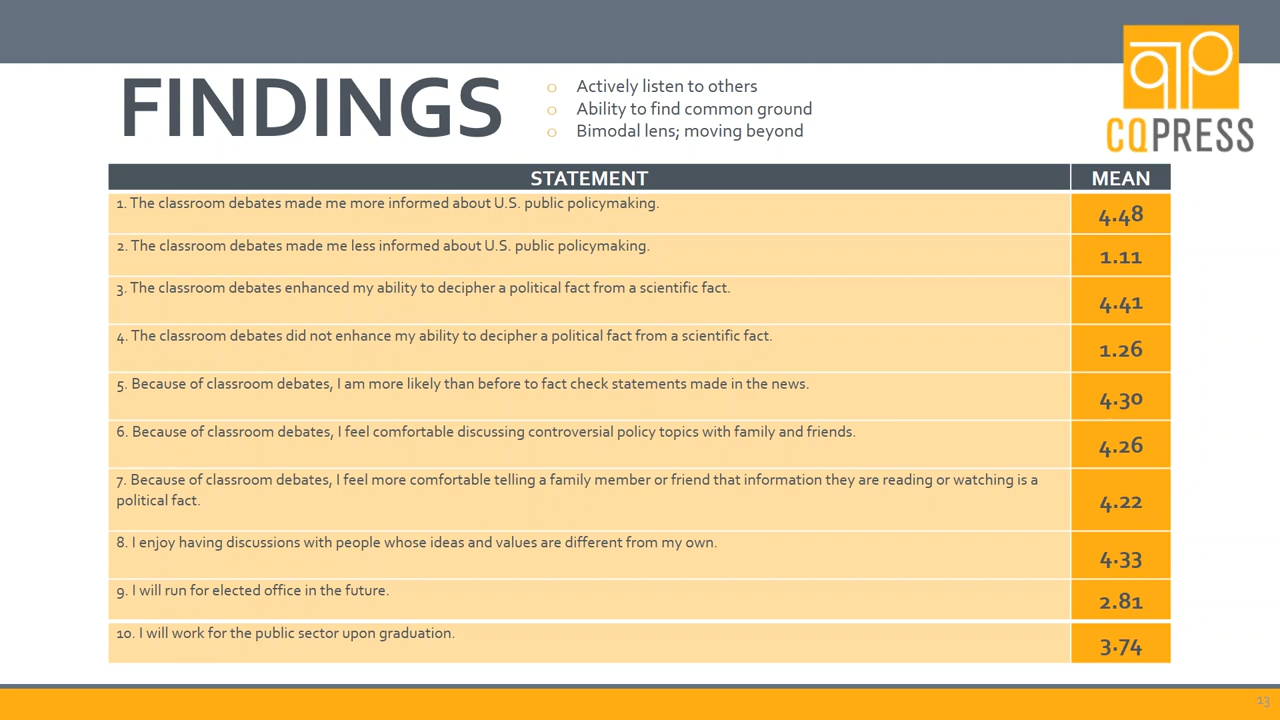 FINDINGS
o Actively listen to others
o Ability to find common ground
o Bimodal lens; moving beyond
CQPRESS
STATEMENT MEAN
1. The classroom debates made me more informed about U.S. public policymaking. 4.48
2. The classroom debates made me less informed about U.S. public policymaking. 1.11
3. The classroom debates enhanced my ability to decipher a political fact from a scientific fact. 4.41
4. The classroom debates did not enhance my ability to decipher a political fact from a scientific fact. 1.26
5. Because of classroom debates, I am more likely than before to fact check statements made in the news. 4.30
6. Because of classroom debates, I feel comfortable discussing controversial policy topics with family and friends. 4.26
7. Because of classroom debates, I feel more comfortable telling a family member or friend that information they are reading or watching is a
political fact. 4.22
8. I enjoy having discussions with people whose ideas and values are different from my own. 4.33
9. I will run for elected office in the future. 2.81
10. I will work for the public sector upon graduation. 3.74
13